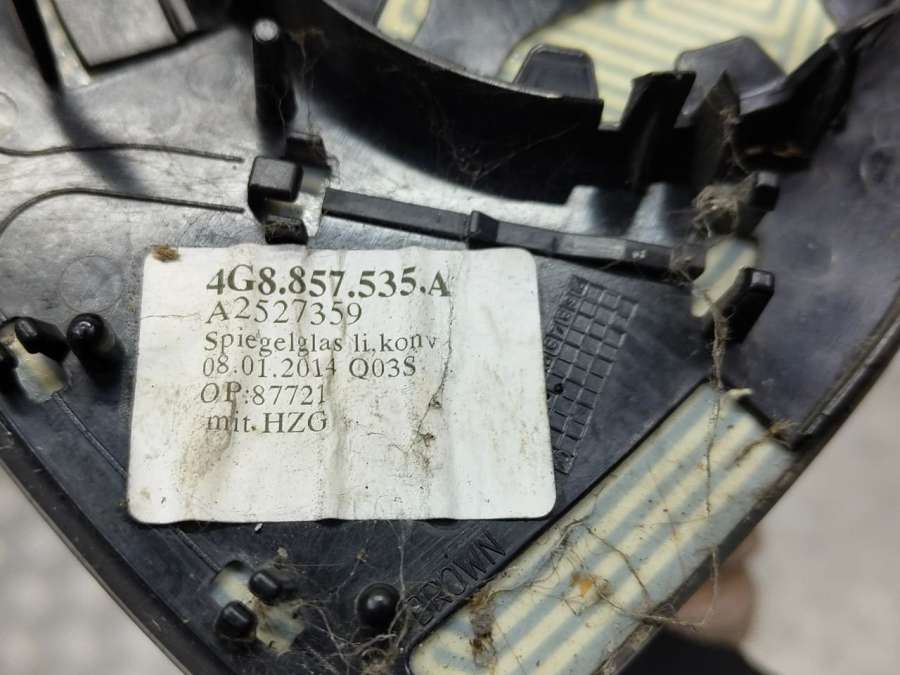 4G8.857.535.A
A2527359
Spiegelglas li.konv
08.01.2014 Q03S
OP:87721
mit.HZG
BROWN